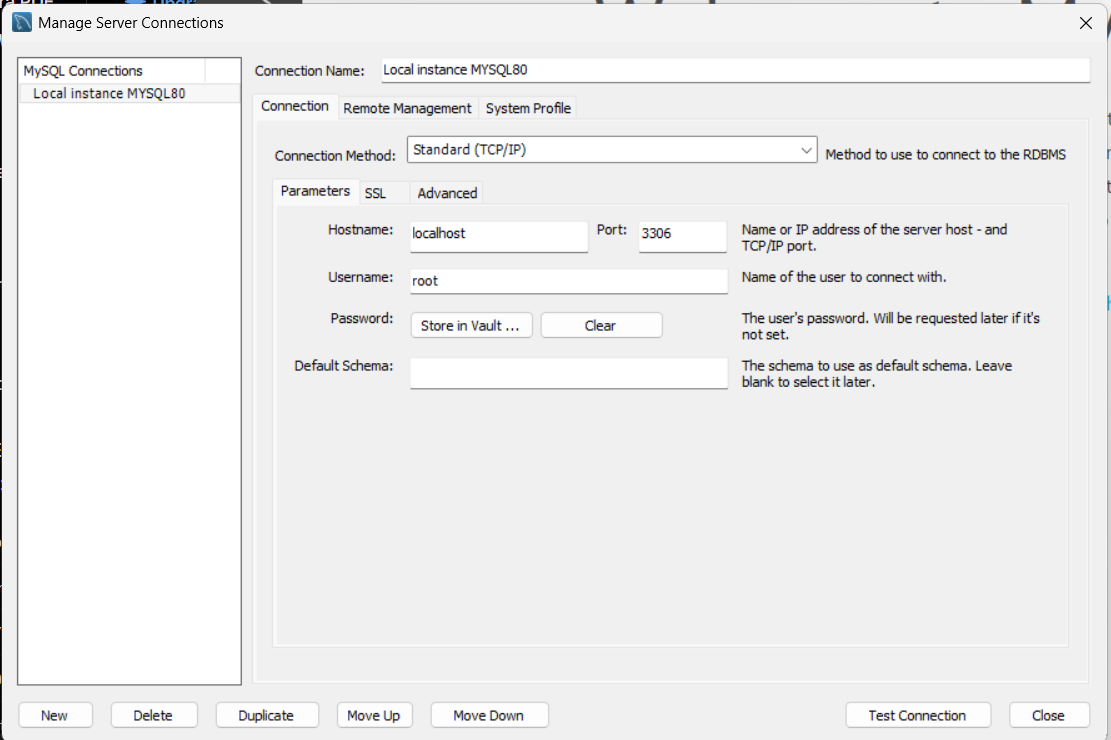 Manage Server Connections
MySQL Connections
Local instance MYSQL80
Connection Name: Local instance MYSQL80
Connection Remote Management System Profile
Connection Method: Standard (TCP/IP) Method to use to connect to the RDBMS
Parameters SSL Advanced
Hostname: localhost Port: 3306 Name or IP address of the server host - and
TCP/IP port.
Username: root Name of the user to connect with.
Password: Store in Vault ... Clear The user's password. Will be requested later if it's
not set.
Default Schema: The schema to use as default schema. Leave
blank to select it later.
New Delete Duplicate Move Up Move Down Test Connection Close